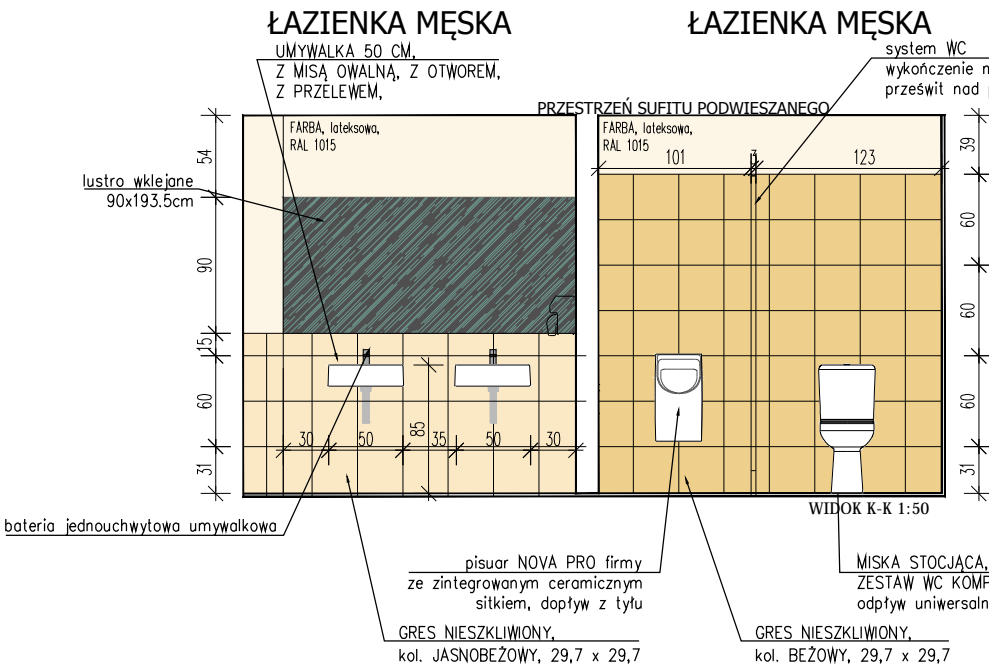 ŁAZIENKA MĘSKA
ŁAZIENKA MĘSKA
UMYWALKA 50 CM,
Z MISĄ OWALNĄ, Z OTWOREM,
Z PRZELEWEM,
system WC
wykończenie n
prześwit nad
PRZESTRZEŃ SUFITU PODWIESZANEGO
FARBA, lateksowa,
RAL 1015
FARBA, lateksowa,
RAL 1015
101
3
123
54
39
lustro wklejane
90x193.5cm
60
90
60
15
60
60
85
30
50
35
50
30
31
31
WIDOK K-K 1:50
bateria jednouchwytowa umywalkowa
pisuar NOVA PRO firmy
ze zintegrowanym ceramicznym
sitkiem, dopływ z tyłu
MISKA STOCJĄCA,
ZESTAW WC KOMP
odpływ uniwersaln
GRES NIESZKLIWIONY,
kol. JASNOBEŻOWY, 29,7 x 29,7
GRES NIESZKLIWIONY,
kol. BEŻOWY, 29,7 x 29,7